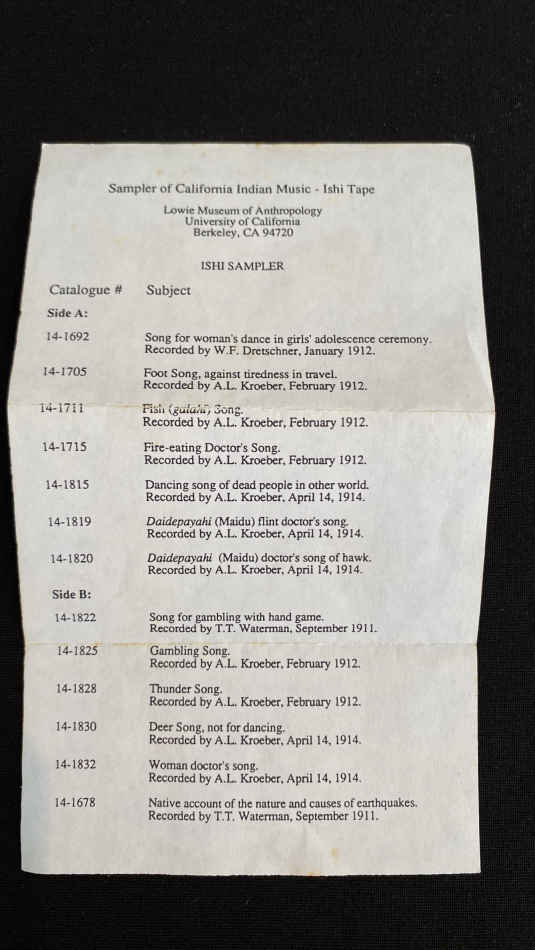 Sampler of California Indian Music - Ishi Tape
Lowie Museum of Anthropology
University of California
Berkeley, CA 94720
ISHI SAMPLER
Catalogue # Subject
Side A:
14-1692 Song for woman's dance in girls' adolescence ceremony.
Recorded by W.F. Dretschner, January 1912.
14-1705 Foot Song, against tiredness in travel.
Recorded by A.L. Kroeber, February 1912.
14-1711 Fish Song.
Recorded by A.L. Kroeber, February 1912.
14-1715 Fire-eating Doctor's Song.
Recorded by A.L. Kroeber, February 1912.
14-1815 Dancing song of dead people in other world.
Recorded by A.L. Kroeber, April 14, 1914.
14-1819 Daidepayahi (Maidu) flint doctor's song.
Recorded by A.L. Kroeber, April 14, 1914.
14-1820 Daidepayahi (Maidu) doctor's song of hawk.
Recorded by A.L. Kroeber, April 14, 1914.
Side B:
14-1822 Song for gambling with hand game.
Recorded by T.T. Waterman, September 1911.
14-1825 Gambling Song.
Recorded by A.L. Kroeber, February 1912.
14-1828 Thunder Song.
Recorded by A.L. Kroeber, February 1912.
14-1830 Deer Song, not for dancing.
Recorded by A.L. Kroeber, April 14, 1914.
14-1832 Woman doctor's song.
Recorded by A.L. Kroeber, April 14, 1914.
14-1678 Native account of the nature and causes of earthquakes.
Recorded by T.T. Waterman, September 1911.